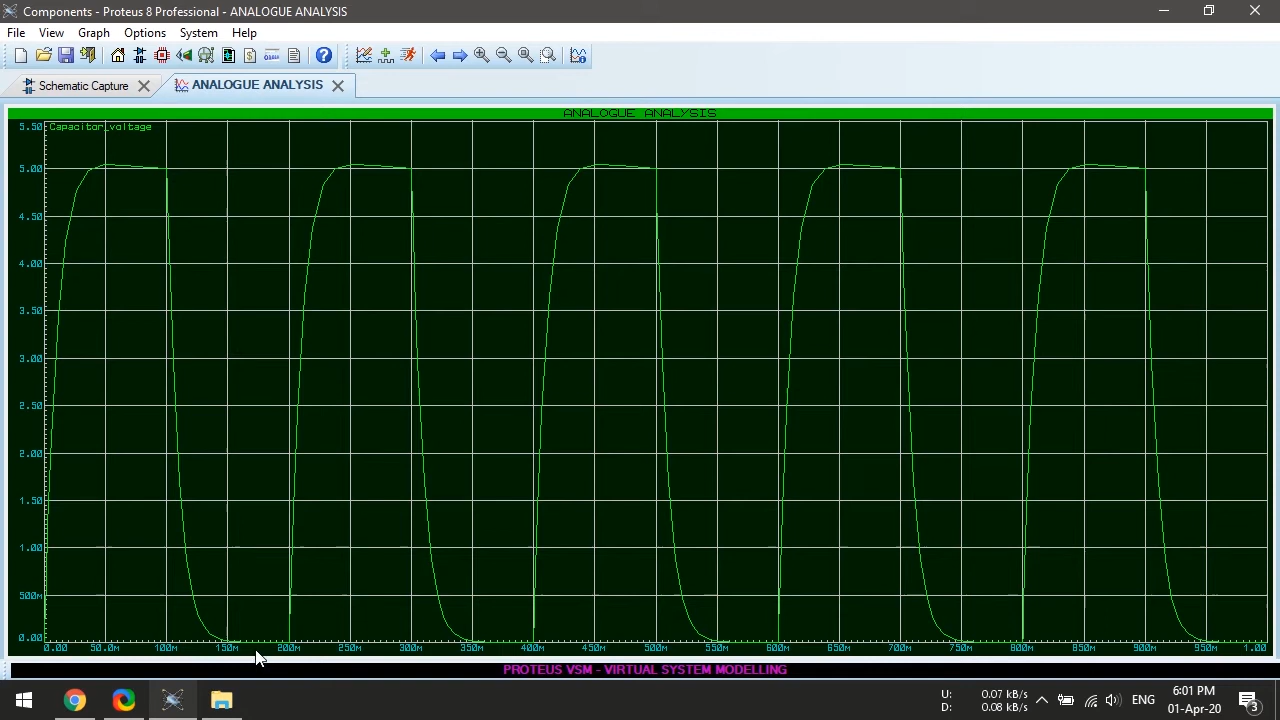 Components - Proteus 8 Professional - ANALOGUE ANALYSIS
File View Graph Options System Help
Schematic Capture
ANALOGUE ANALYSIS
ANALOGUE ANALYSIS
Capacitor_voltage
5.50
5.00
4.50
4.00
3.50
3.00
2.50
2.00
1.50
1.00
500m
0.00
0.00 50.0m 100m 150m 200m 250m 300m 350m 400m 450m 500m 550m 600m 650m 700m 750m 800m 850m 900m 950m 1.00
PROTEUS VSM - VIRTUAL SYSTEM MODELLING
U: 0.07 kB/s
D: 0.08 kB/s
ENG
6:01 PM
01-Apr-20
3